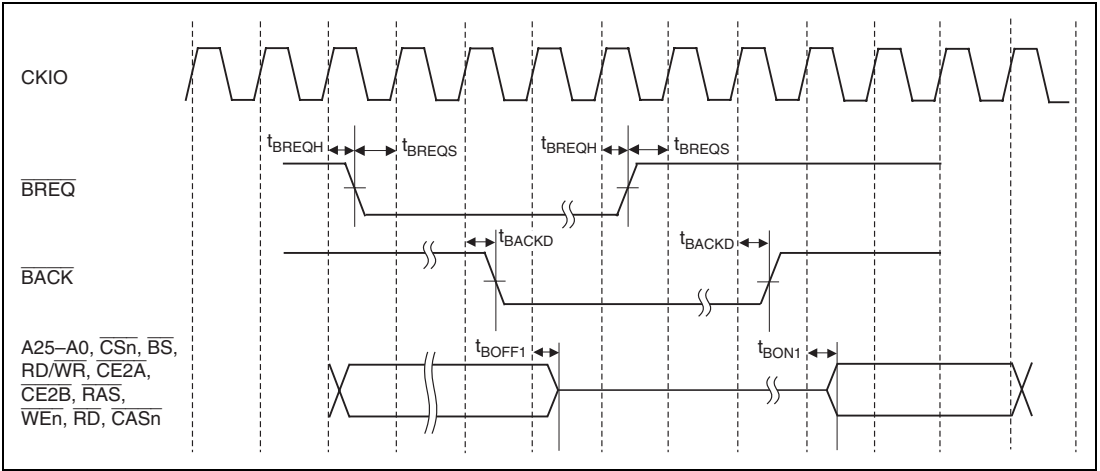 CKIO
tBREQH tBREQS tBREQH tBREQS
BREQ
tBACKD tBACKD
BACK
A25–A0, CSn, BS,
RD/WR, CE2A,
CE2B, RAS,
WEn, RD, CASn
tBOFF1 tBON1